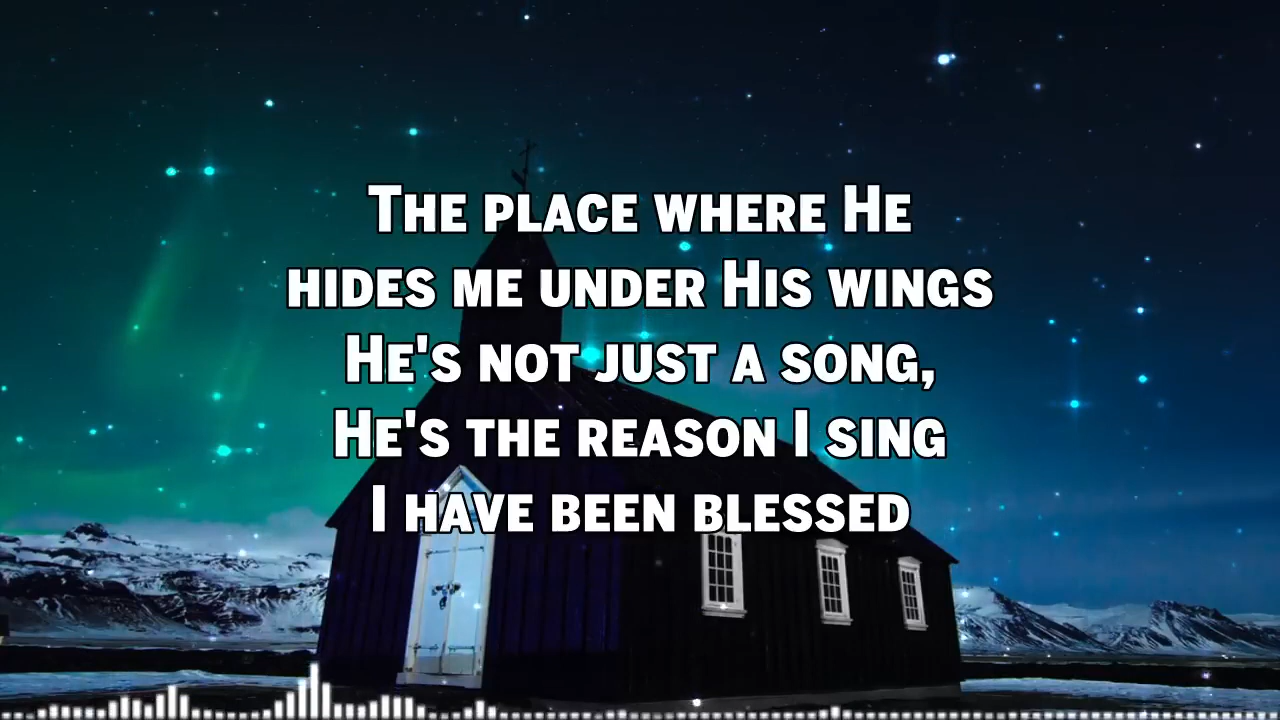 The place where He
hides me under His wings
He's not just a song,
He's the reason I sing
I have been blessed